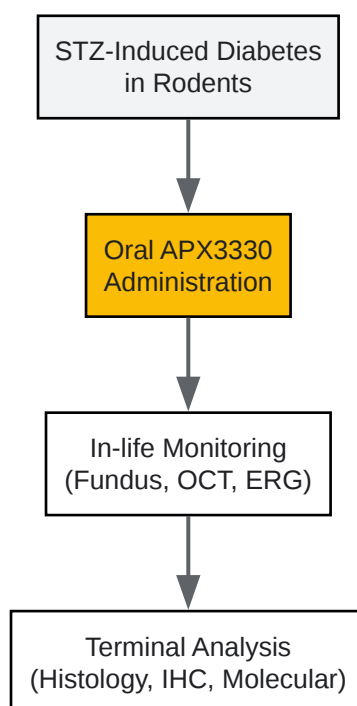 STZ-Induced Diabetes
in Rodents
Oral APX3330
Administration
In-life Monitoring
(Fundus, OCT, ERG)
Terminal Analysis
(Histology, IHC, Molecular)